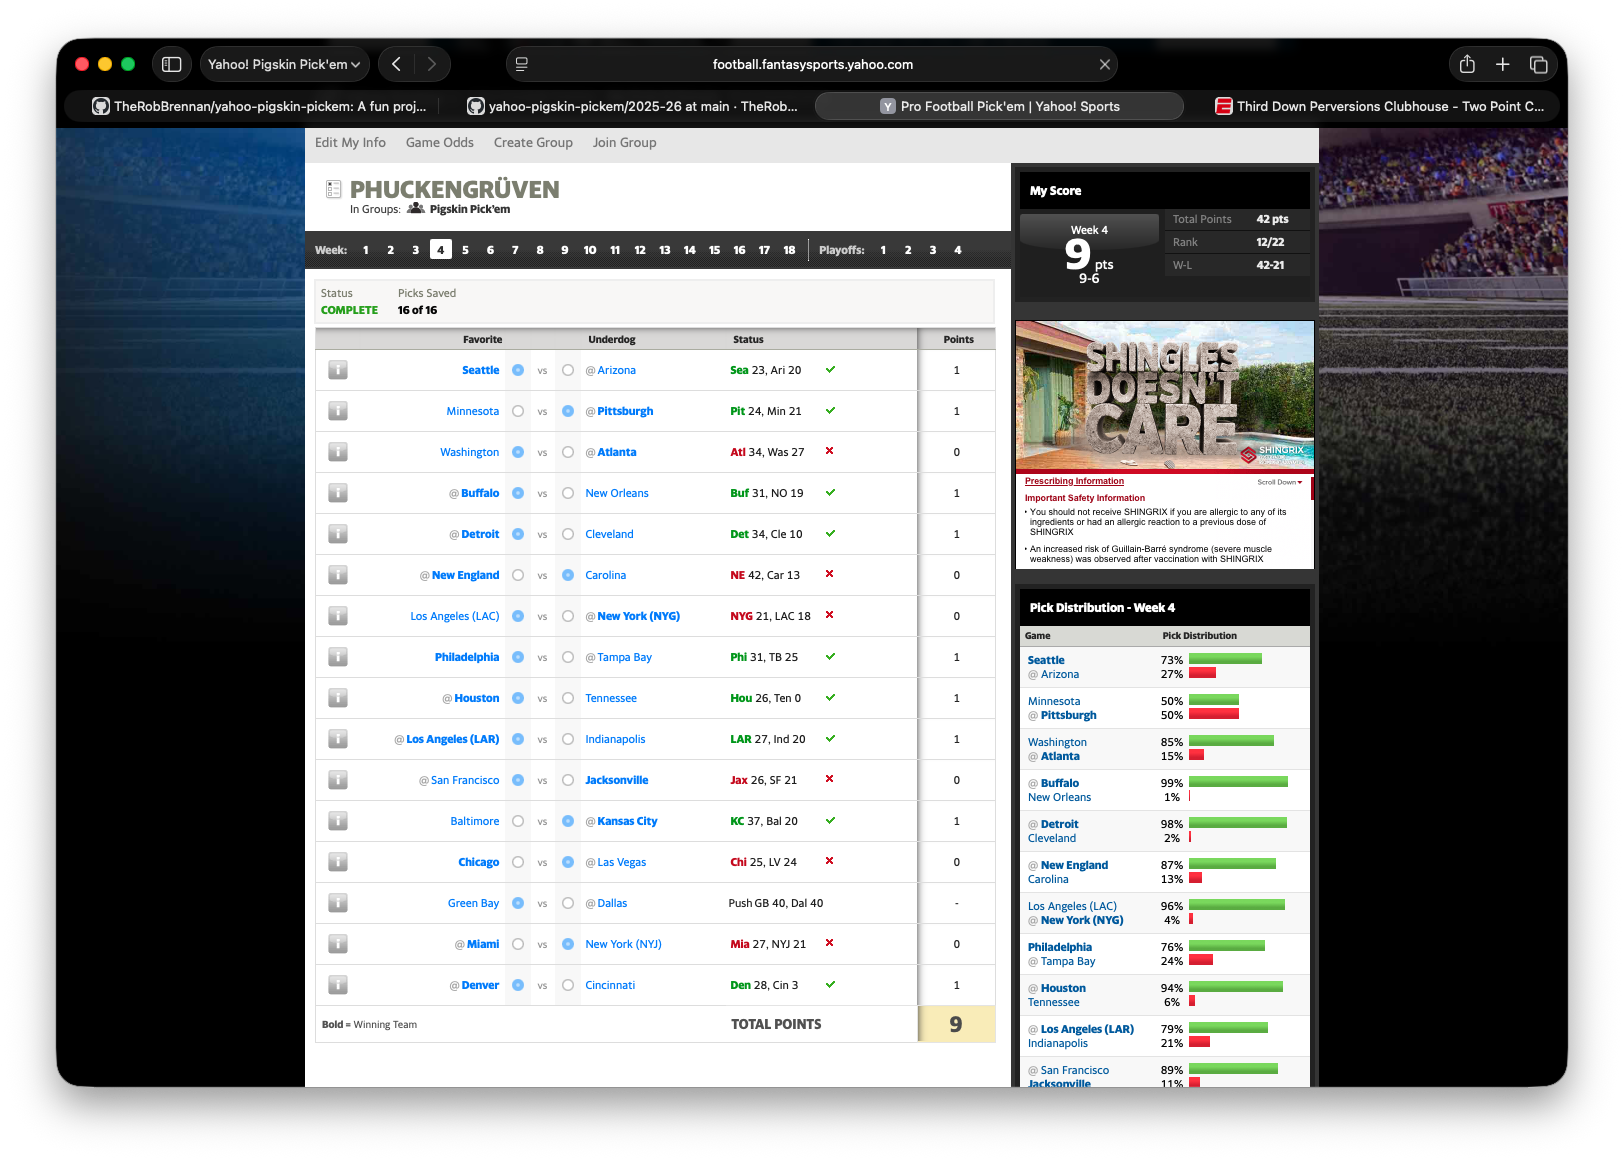 Yahoo! Pigskin Pick'em
football.fantasysports.yahoo.com
TheRobBrennan/yahoo-pigskin-pickem: A fun proj...
yahoo-pigskin-pickem/2025-26 at main · TheRob...
Y Pro Football Pick'em | Yahoo! Sports
Third Down Perversions Clubhouse - Two Point C...
Edit My Info Game Odds Create Group Join Group
PHUCKENGRÜVEN
In Groups: Pigskin Pick'em
Week: 1 2 3 4 5 6 7 8 9 10 11 12 13 14 15 16 17 18 Playoffs: 1 2 3 4
Status Picks Saved
COMPLETE 16 of 16
Favorite Underdog Status Points
Seattle vs @ Arizona Sea 23, Ari 20 1
Minnesota vs @ Pittsburgh Pit 24, Min 21 1
Washington vs @ Atlanta Atl 34, Was 27 0
@ Buffalo vs New Orleans Buf 31, NO 19 1
@ Detroit vs Cleveland Det 34, Cle 10 1
@ New England vs Carolina NE 42, Car 13 0
Los Angeles (LAC) vs @ New York (NYG) NYG 21, LAC 18 0
Philadelphia vs @ Tampa Bay Phi 31, TB 25 1
@ Houston vs Tennessee Hou 26, Ten 0 1
@ Los Angeles (LAR) vs Indianapolis LAR 27, Ind 20 1
@ San Francisco vs Jacksonville Jax 26, SF 21 0
Baltimore vs @ Kansas City KC 37, Bal 20 1
Chicago vs @ Las Vegas Chi 25, LV 24 0
Green Bay vs @ Dallas Push GB 40, Dal 40 -
@ Miami vs New York (NYJ) Mia 27, NYJ 21 0
@ Denver vs Cincinnati Den 28, Cin 3 1
Bold = Winning Team TOTAL POINTS 9
My Score
Week 4
9 pts
9-6
Total Points 42 pts
Rank 12/22
W-L 42-21
SHINGLES
DOESN'T
CARE
SHINGRIX
Prescribing Information Scroll Down
Important Safety Information
• You should not receive SHINGRIX if you are allergic to any of its
ingredients or had an allergic reaction to a previous dose of
SHINGRIX
• An increased risk of Guillain-Barré syndrome (severe muscle
weakness) was observed after vaccination with SHINGRIX
Pick Distribution - Week 4
Game Pick Distribution
Seattle 73%
@ Arizona 27%
Minnesota 50%
@ Pittsburgh 50%
Washington 85%
@ Atlanta 15%
@ Buffalo 99%
New Orleans 1%
@ Detroit 98%
Cleveland 2%
@ New England 87%
Carolina 13%
Los Angeles (LAC) 96%
@ New York (NYG) 4%
Philadelphia 76%
@ Tampa Bay 24%
@ Houston 94%
Tennessee 6%
@ Los Angeles (LAR) 79%
Indianapolis 21%
@ San Francisco 89%
Jacksonville 11%